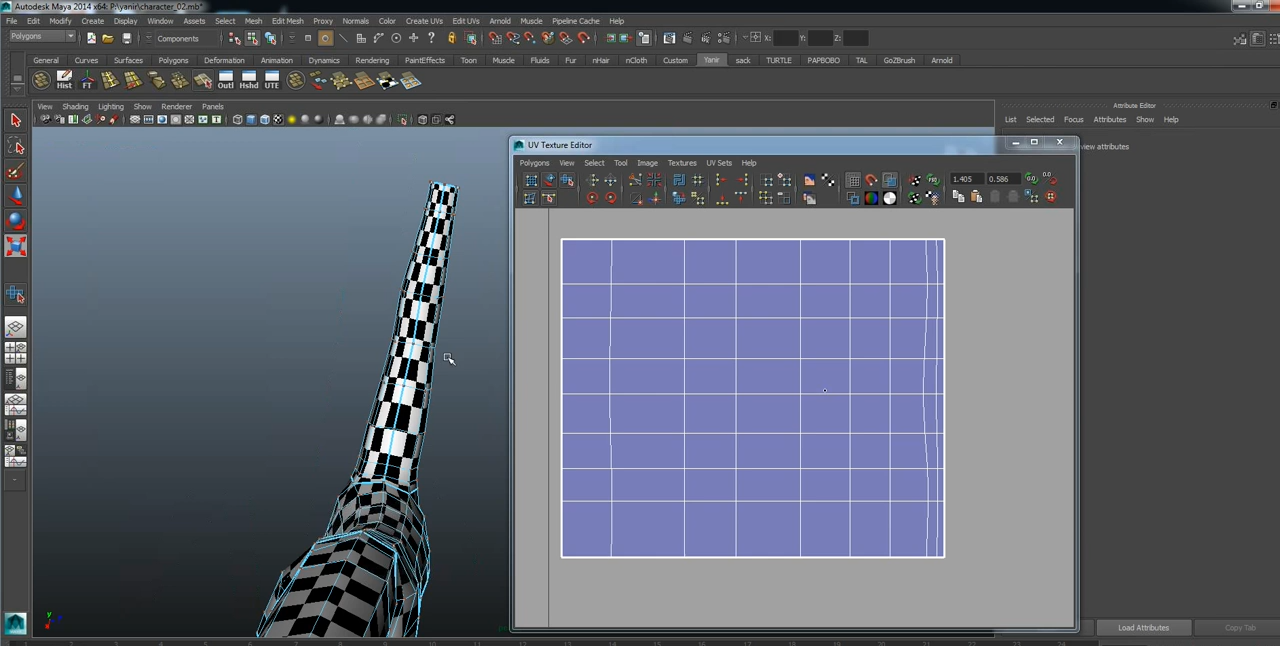 Autodesk Maya 2014 x64: P:\yanir\character_02.mb*
File Edit Modify Create Display Window Assets Select Mesh Edit Mesh Proxy Normals Color Create UVs Edit UVs Arnold Muscle Pipeline Cache Help
Polygons Components X: Y: Z:
General Curves Surfaces Polygons Deformation Animation Dynamics Rendering PaintEffects Toon Muscle Fluids Fur nHair nCloth Custom Yanir sack TURTLE PAPBOBO TAL GoZBrush Arnold
Hist FT Outl Hshd UTE
View Shading Lighting Show Renderer Panels
Attribute Editor
List Selected Focus Attributes Show Help
view attributes
UV Texture Editor
Polygons View Select Tool Image Textures UV Sets Help
1.405 0.586
Load Attributes Copy Tab